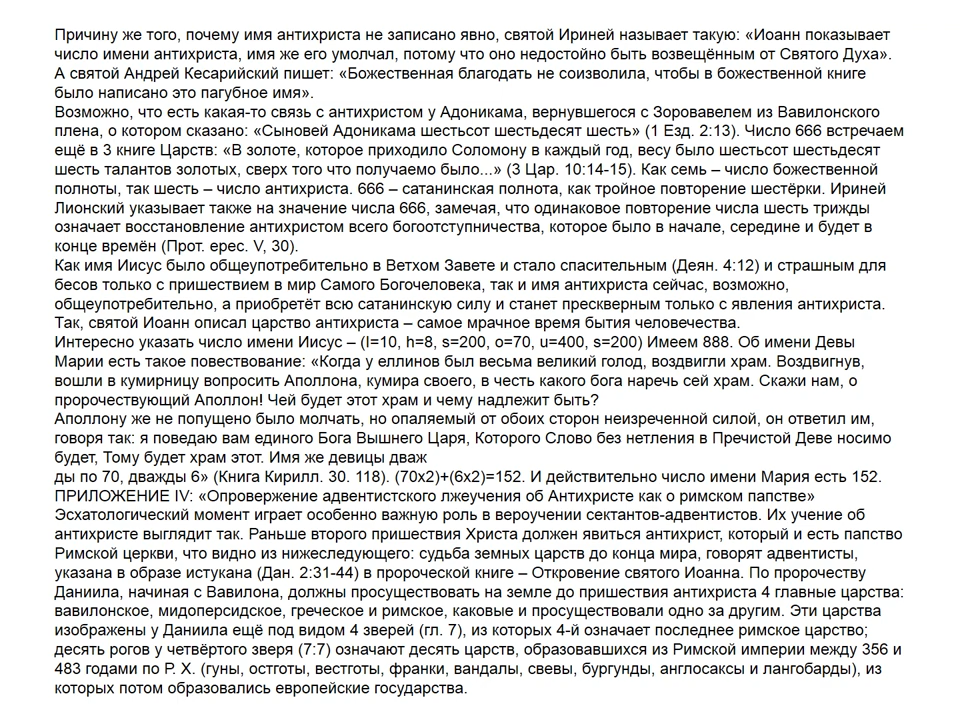 Причину же того, почему имя антихриста не записано явно, святой Ириней называет такую: «Иоанн показывает
число имени антихриста, имя же его умолчал, потому что оно недостойно быть возвещённым от Святого Духа».
А святой Андрей Кесарийский пишет: «Божественная благодать не соизволила, чтобы в божественной книге
было написано это пагубное имя».
Возможно, что есть какая-то связь с антихристом у Адоникама, вернувшегося с Зоровавелем из Вавилонского
плена, о котором сказано: «Сыновей Адоникама шестьсот шестьдесят шесть» (1 Езд. 2:13). Число 666 встречаем
ещё в 3 книге Царств: «В золоте, которое приходило Соломону в каждый год, весу было шестьсот шестьдесят
шесть талантов золотых, сверх того что получаемо было...» (3 Цар. 10:14-15). Как семь – число божественной
полноты, так шесть – число антихриста. 666 – сатанинская полнота, как тройное повторение шестёрки. Ириней
Лионский указывает также на значение числа 666, замечая, что одинаковое повторение числа шесть трижды
означает восстановление антихристом всего богоотступничества, которое было в начале, середине и будет в
конце времён (Прот. ерес. V, 30).
Как имя Иисус было общеупотребительно в Ветхом Завете и стало спасительным (Деян. 4:12) и страшным для
бесов только с пришествием в мир Самого Богочеловека, так и имя антихриста сейчас, возможно,
общеупотребительно, а приобретёт всю сатанинскую силу и станет прескверным только с явления антихриста.
Так, святой Иоанн описал царство антихриста – самое мрачное время бытия человечества.
Интересно указать число имени Иисус – (I=10, h=8, s=200, o=70, u=400, s=200) Имеем 888. Об имени Девы
Марии есть такое повествование: «Когда у еллинов был весьма великий голод, воздвигли храм. Воздвигнув,
вошли в кумирницу вопросить Аполлона, кумира своего, в честь какого бога наречь сей храм. Скажи нам, о
пророчествующий Аполлон! Чей будет этот храм и чему надлежит быть?
Аполлону же не попущено было молчать, но опаляемый от обоих сторон неизреченной силой, он ответил им,
говоря так: я поведаю вам единого Бога Вышнего Царя, Которого Слово без нетления в Пречистой Деве носимо
будет, Тому будет храм этот. Имя же девицы дваж
ды по 70, дважды 6» (Книга Кирилл. 30. 118). (70x2)+(6x2)=152. И действительно число имени Мария есть 152.
ПРИЛОЖЕНИЕ IV: «Опровержение адвентистского лжеучения об Антихристе как о римском папстве»
Эсхатологический момент играет особенно важную роль в вероучении сектантов-адвентистов. Их учение об
антихристе выглядит так. Раньше второго пришествия Христа должен явиться антихрист, который и есть папство
Римской церкви, что видно из нижеследующего: судьба земных царств до конца мира, говорят адвентисты,
указана в образе истукана (Дан. 2:31-44) в пророческой книге – Откровение святого Иоанна. По пророчеству
Даниила, начиная с Вавилона, должны просуществовать на земле до пришествия антихриста 4 главные царства:
вавилонское, мидоперсидское, греческое и римское, каковые и просуществовали одно за другим. Эти царства
изображены у Даниила ещё под видом 4 зверей (гл. 7), из которых 4-й означает последнее римское царство;
десять рогов у четвёртого зверя (7:7) означают десять царств, образовавшихся из Римской империи между 356 и
483 годами по Р. Х. (гуны, остготы, вестготы, франки, вандалы, свевы, бургунды, англосаксы и лангобарды), из
которых потом образовались европейские государства.